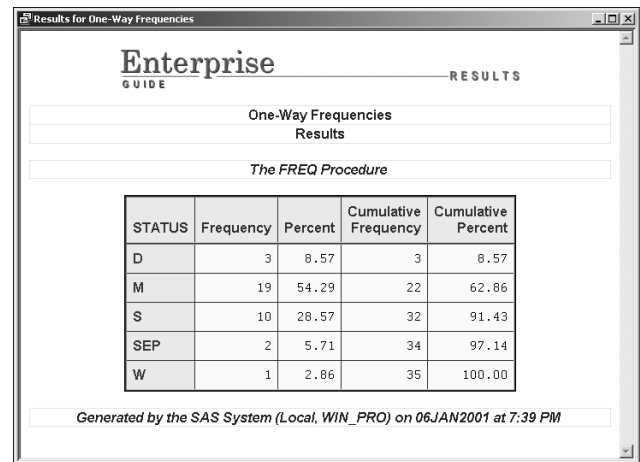 Results for One-Way Frequencies
Enterprise
GUIDE
RESULTS
One-Way Frequencies
Results
The FREQ Procedure
STATUS Frequency Percent Cumulative Frequency Cumulative Percent
D 3 8.57 3 8.57
M 19 54.29 22 62.86
S 10 28.57 32 91.43
SEP 2 5.71 34 97.14
W 1 2.86 35 100.00
Generated by the SAS System (Local, WIN_PRO) on 06JAN2001 at 7:39 PM